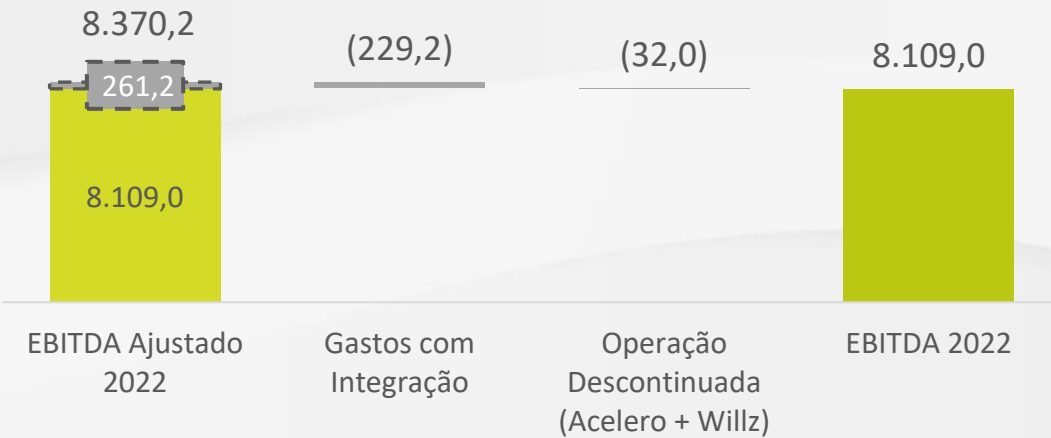 8.370,2
(229,2)
(32,0)
8.109,0
261,2
8.109,0
EBITDA Ajustado
2022
Gastos com
Integração
Operação
Descontinuada
(Acelero + Willz)
EBITDA 2022